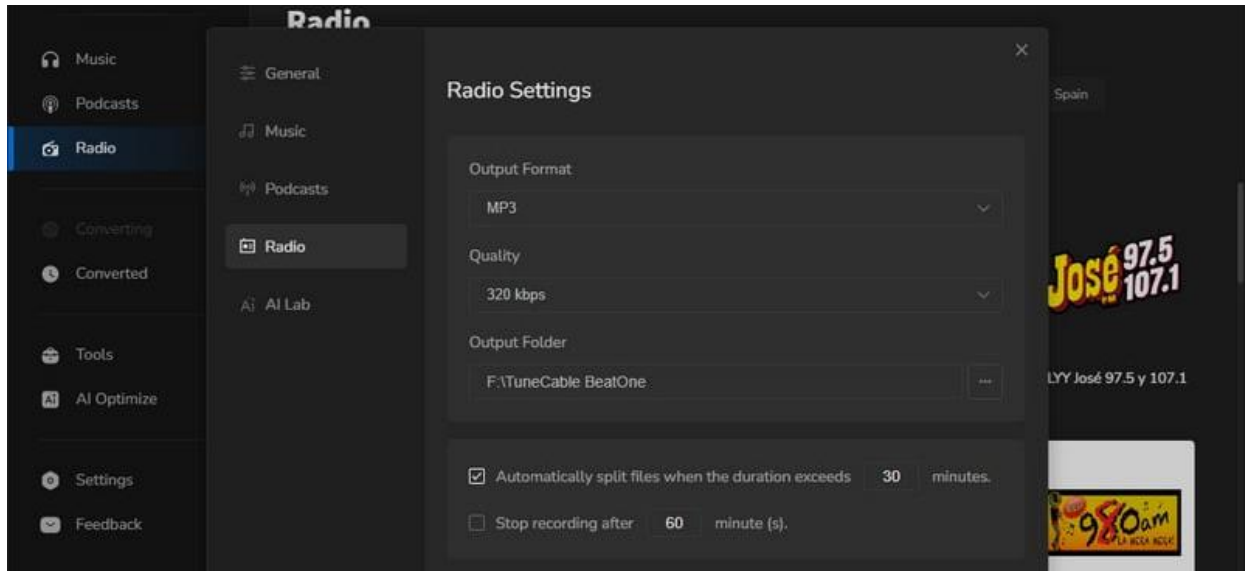 Radio
Music
Podcasts
Radio
Converting
Converted
Tools
AI Optimize
Settings
Feedback
General
Music
Podcasts
Radio
AI AI Lab
Radio Settings
Output Format
MP3
Quality
320 kbps
Output Folder
F:\TuneCable BeatOne
Automatically split files when the duration exceeds 30 minutes.
Stop recording after 60 minute (s).
Spain
José 97.5
107.1
LYY José 97.5 y 107.1
980am